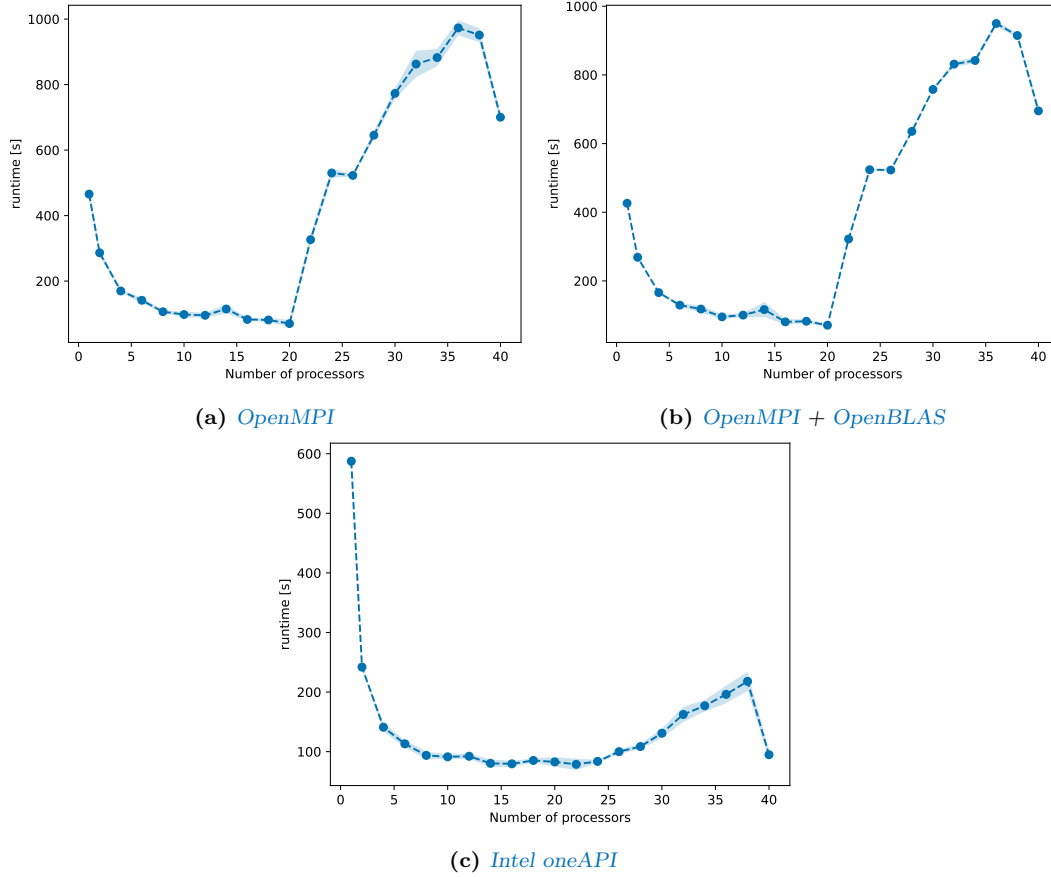 1000
800
600
400
200
runtime [s]
0 5 10 15 20 25 30 35 40
Number of processors
(a) OpenMPI
1000
800
600
400
200
runtime [s]
0 5 10 15 20 25 30 35 40
Number of processors
(b) OpenMPI + OpenBLAS
600
500
400
300
200
100
runtime [s]
0 5 10 15 20 25 30 35 40
Number of processors
(c) Intel oneAPI